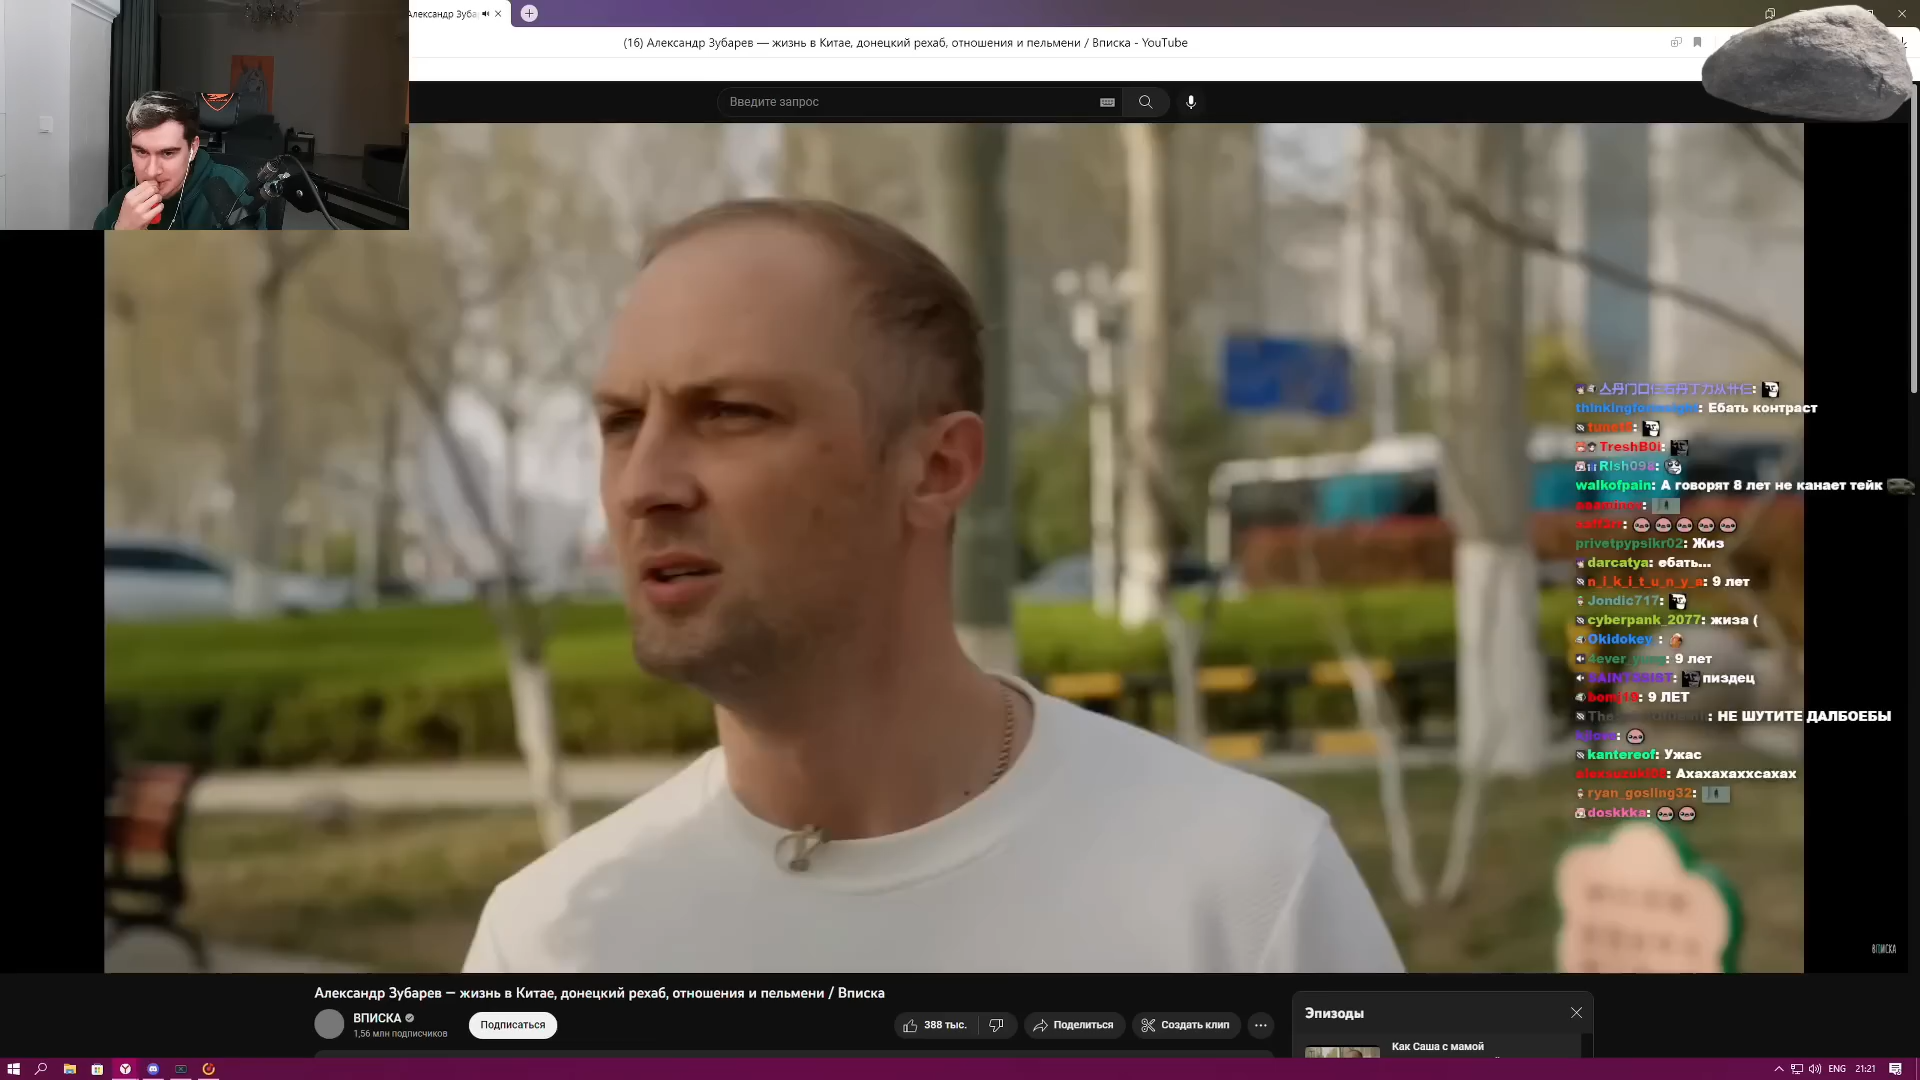 Александр Зуба
(16) Александр Зубарев — жизнь в Китае, донецкий рехаб, отношения и пельмени / Вписка - YouTube
Введите запрос
: Ебать контраст
TreshB0i:
Rish098:
walkofpain: А говорят 8 лет не канает тейк
privetpypsikr02: Жиз
darcatya: ебать...
n_i_k_i_t_u_n_y_a: 9 лет
Jondic717:
cyberpank_2077: жиза (
Okidokey :
4ever_yung: 9 лет
: пиздец
: 9 ЛЕТ
: НЕ ШУТИТЕ ДАЛБОЕБЫ
kantereof: Ужас
alexsuzuki08: Ахахахаххсахах
ryan_gosling32:
doskkka:
ВПИСКА
Александр Зубарев — жизнь в Китае, донецкий рехаб, отношения и пельмени / Вписка
ВПИСКА
1,56 млн подписчиков
Подписаться
388 тыс.
Поделиться
Создать клип
Эпизоды
Как Саша с мамой
ENG
21:21